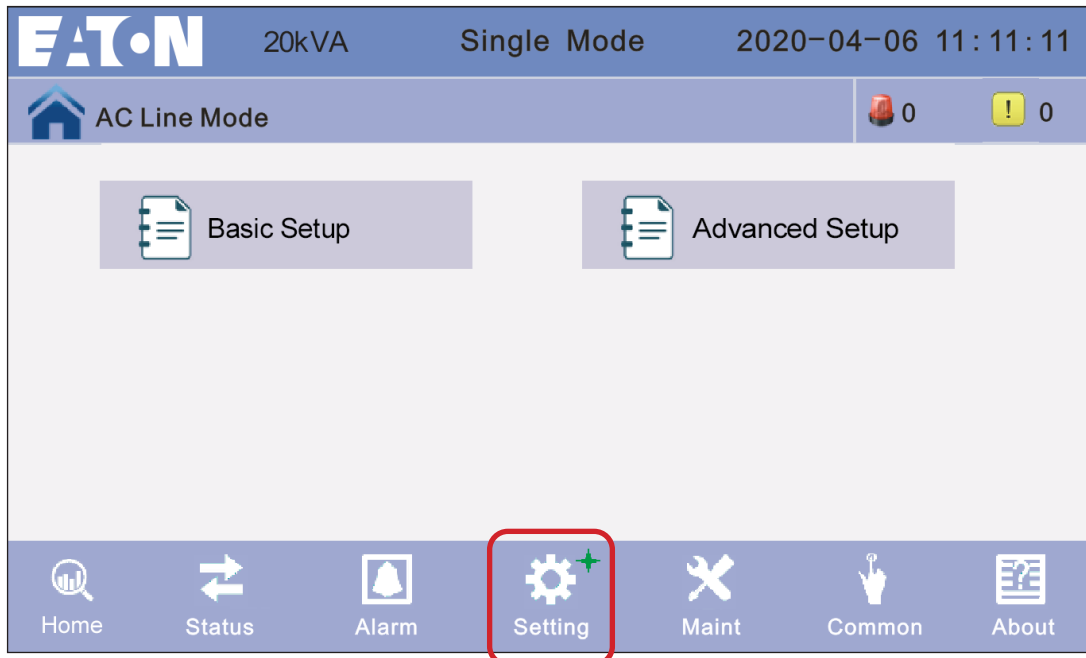 EATON 20kVA Single Mode 2020-04-06 11:11:11
AC Line Mode 0 ! 0
Basic Setup Advanced Setup
?
Home Status Alarm Setting Maint Common About